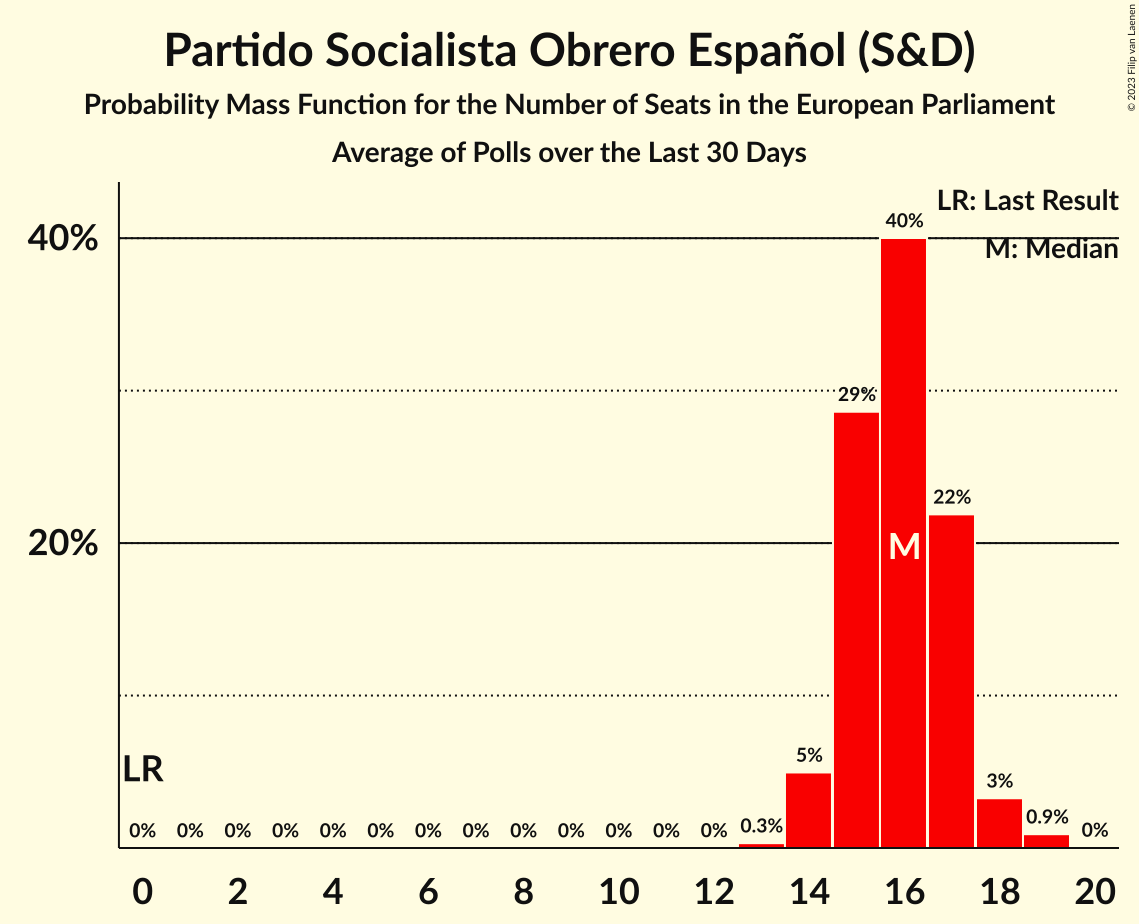 Partido Socialista Obrero Español (S&D)
Probability Mass Function for the Number of Seats in the European Parliament
Average of Polls over the Last 30 Days
© 2023 Filip van Laenen
LR: Last Result
M: Median
40%
20%
40%
29%
22%
M
LR
5%
3%
0% 0% 0% 0% 0% 0% 0% 0% 0% 0% 0% 0% 0% 0.3% 0.9% 0%
0 2 4 6 8 10 12 14 16 18 20